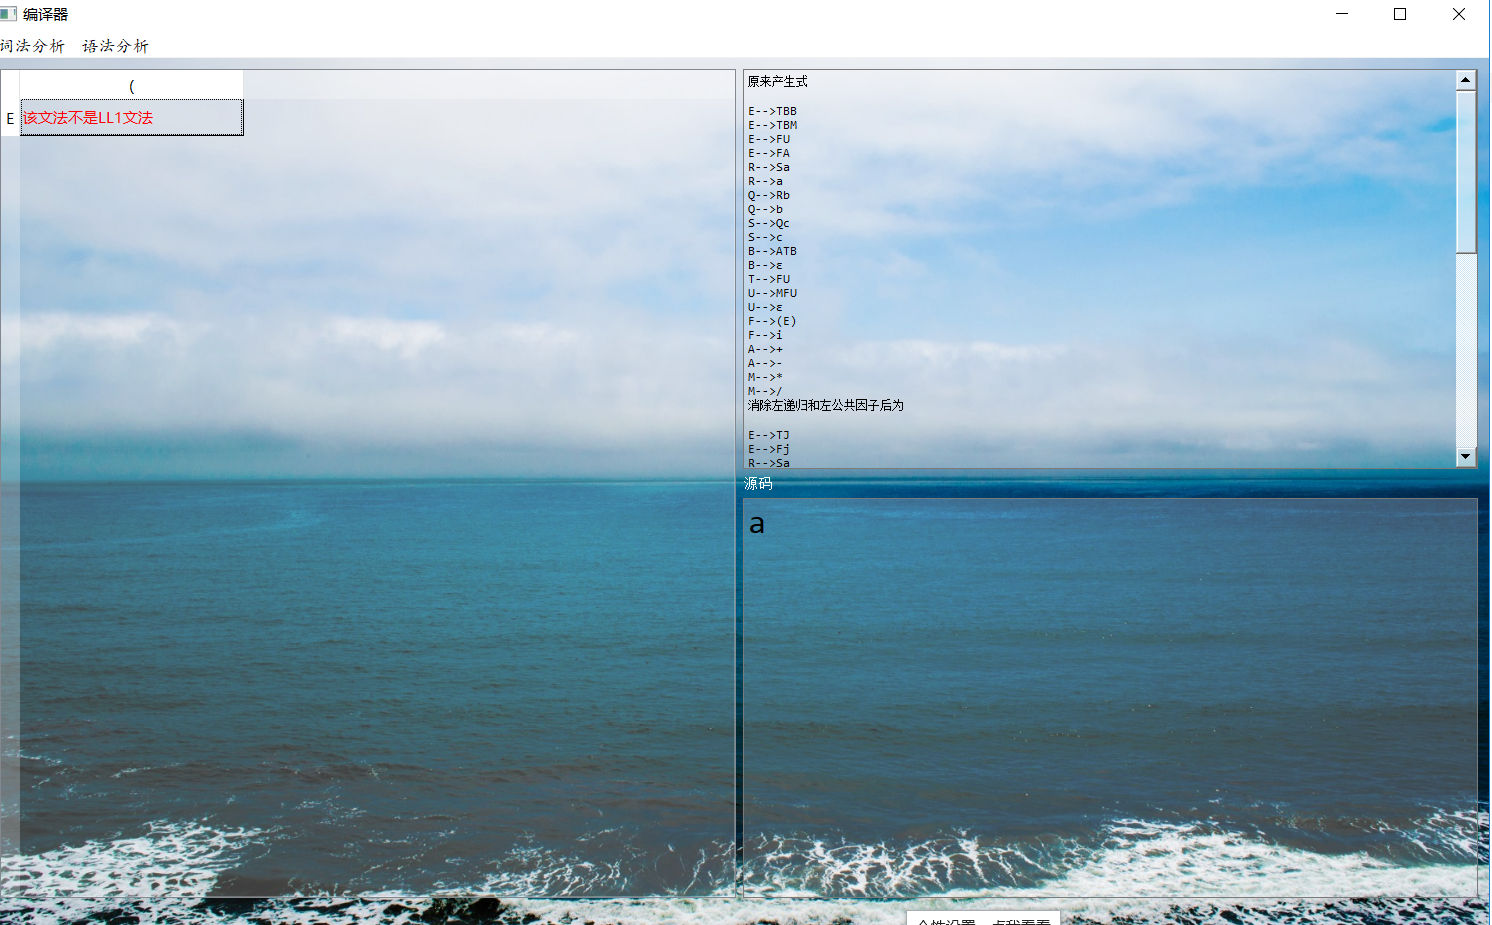 编译器
词法分析 语法分析
(
E 该文法不是LL1文法
原来产生式
E-->TBB
E-->TBM
E-->FU
E-->FA
R-->Sa
R-->a
Q-->Rb
Q-->b
S-->Qc
S-->c
B-->ATB
B-->ε
T-->FU
U-->MFU
U-->ε
F-->(E)
F-->i
A-->+
A-->-
M-->*
M-->/
消除左递归和左公共因子后为
E-->TJ
E-->Fj
R-->Sa
源码
a